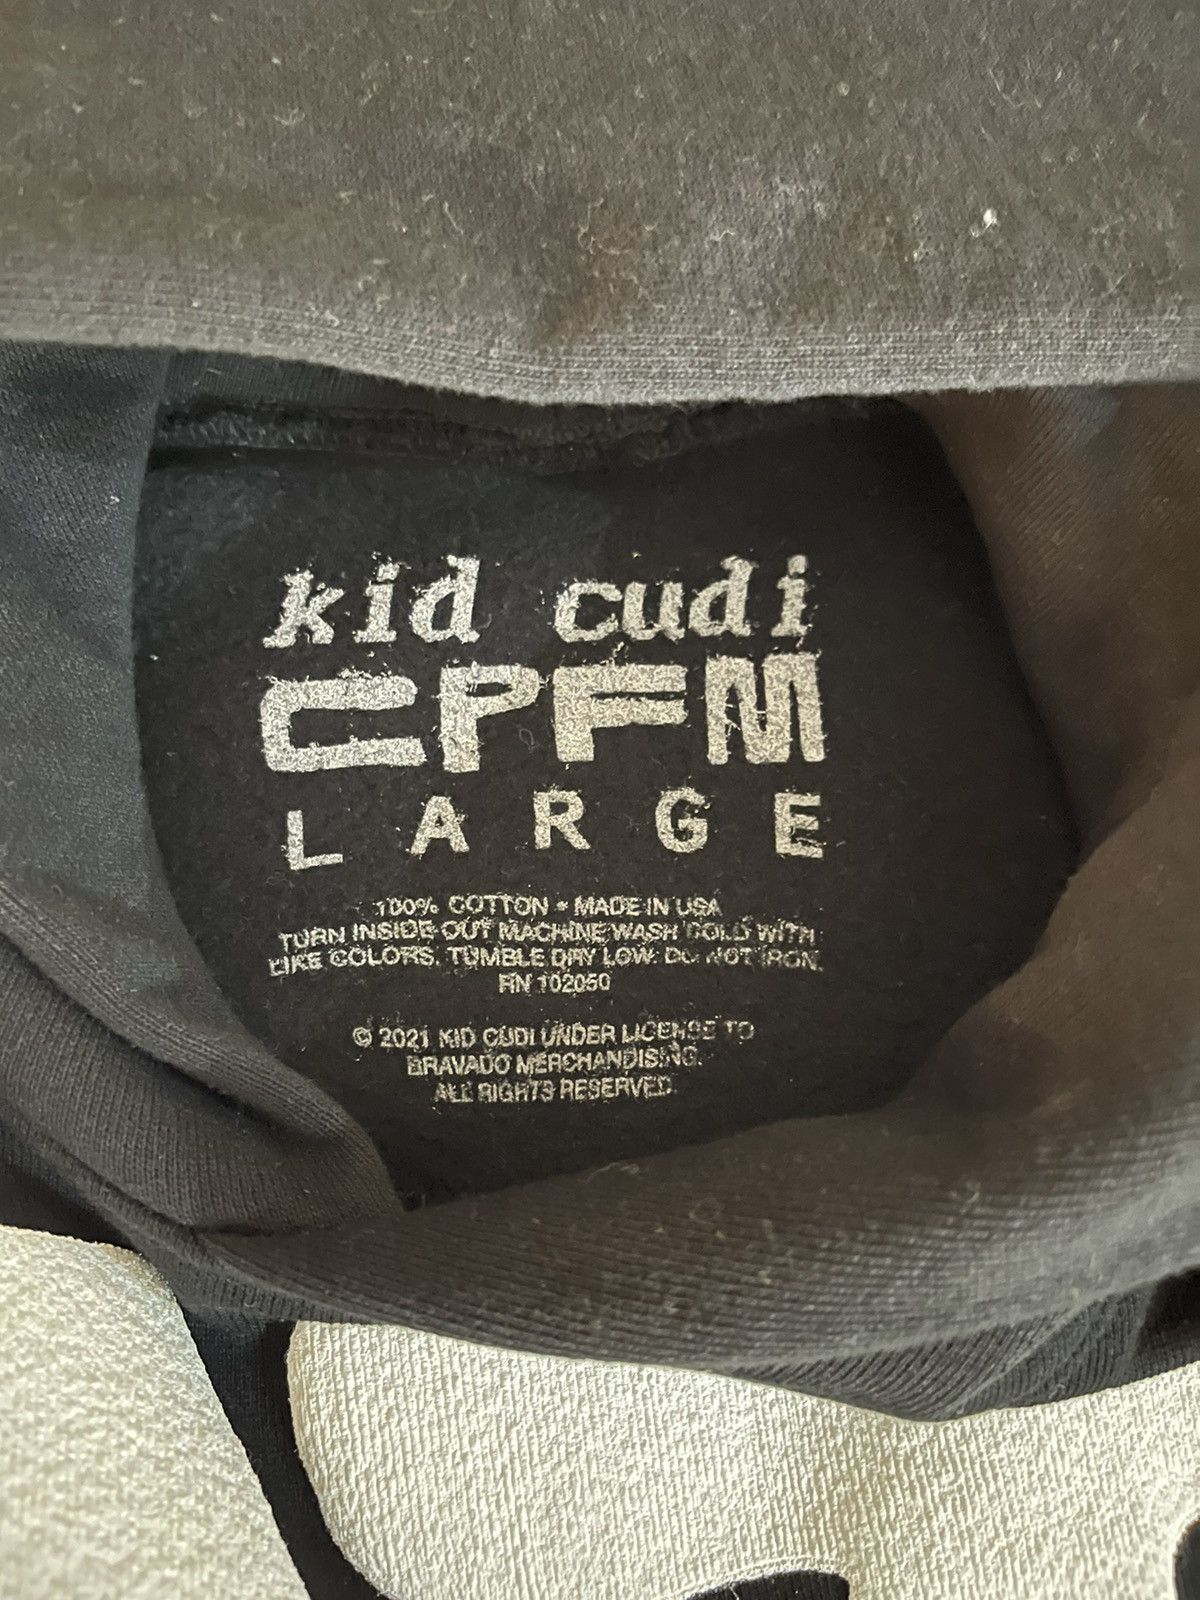 kid cudi
CPFM
LARGE
100% COTTON • MADE IN USA
TURN INSIDE OUT MACHINE WASH COLD WITH
LIKE COLORS. TUMBLE DRY LOW. DO NOT IRON.
RN 102050
© 2021 KID CUDI UNDER LICENSE TO
BRAVADO MERCHANDISING.
ALL RIGHTS RESERVED.